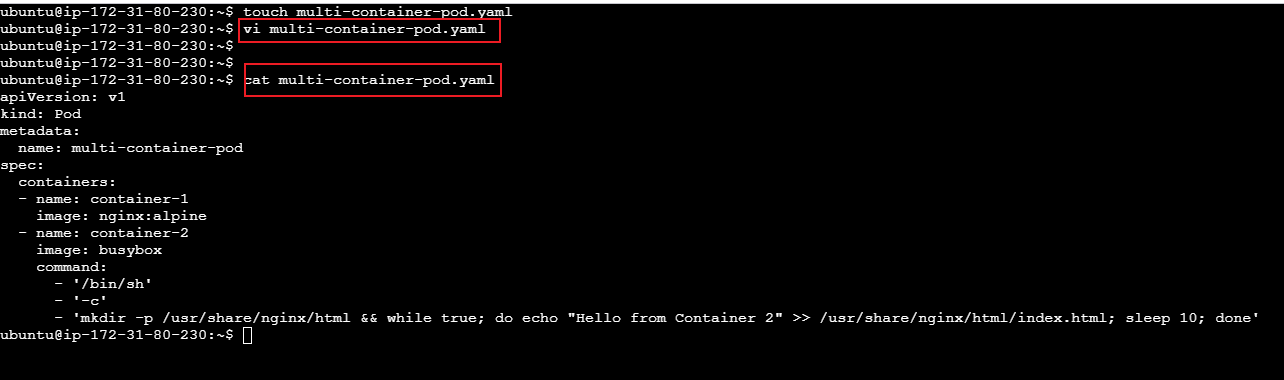 ubuntu@ip-172-31-80-230:~$ touch multi-container-pod.yaml
ubuntu@ip-172-31-80-230:~$ vi multi-container-pod.yaml
ubuntu@ip-172-31-80-230:~$
ubuntu@ip-172-31-80-230:~$
ubuntu@ip-172-31-80-230:~$ cat multi-container-pod.yaml
apiVersion: v1
kind: Pod
metadata:
  name: multi-container-pod
spec:
  containers:
  - name: container-1
    image: nginx:alpine
  - name: container-2
    image: busybox
    command:
      - '/bin/sh'
      - '-c'
      - 'mkdir -p /usr/share/nginx/html && while true; do echo "Hello from Container 2" >> /usr/share/nginx/html/index.html; sleep 10; done'
ubuntu@ip-172-31-80-230:~$